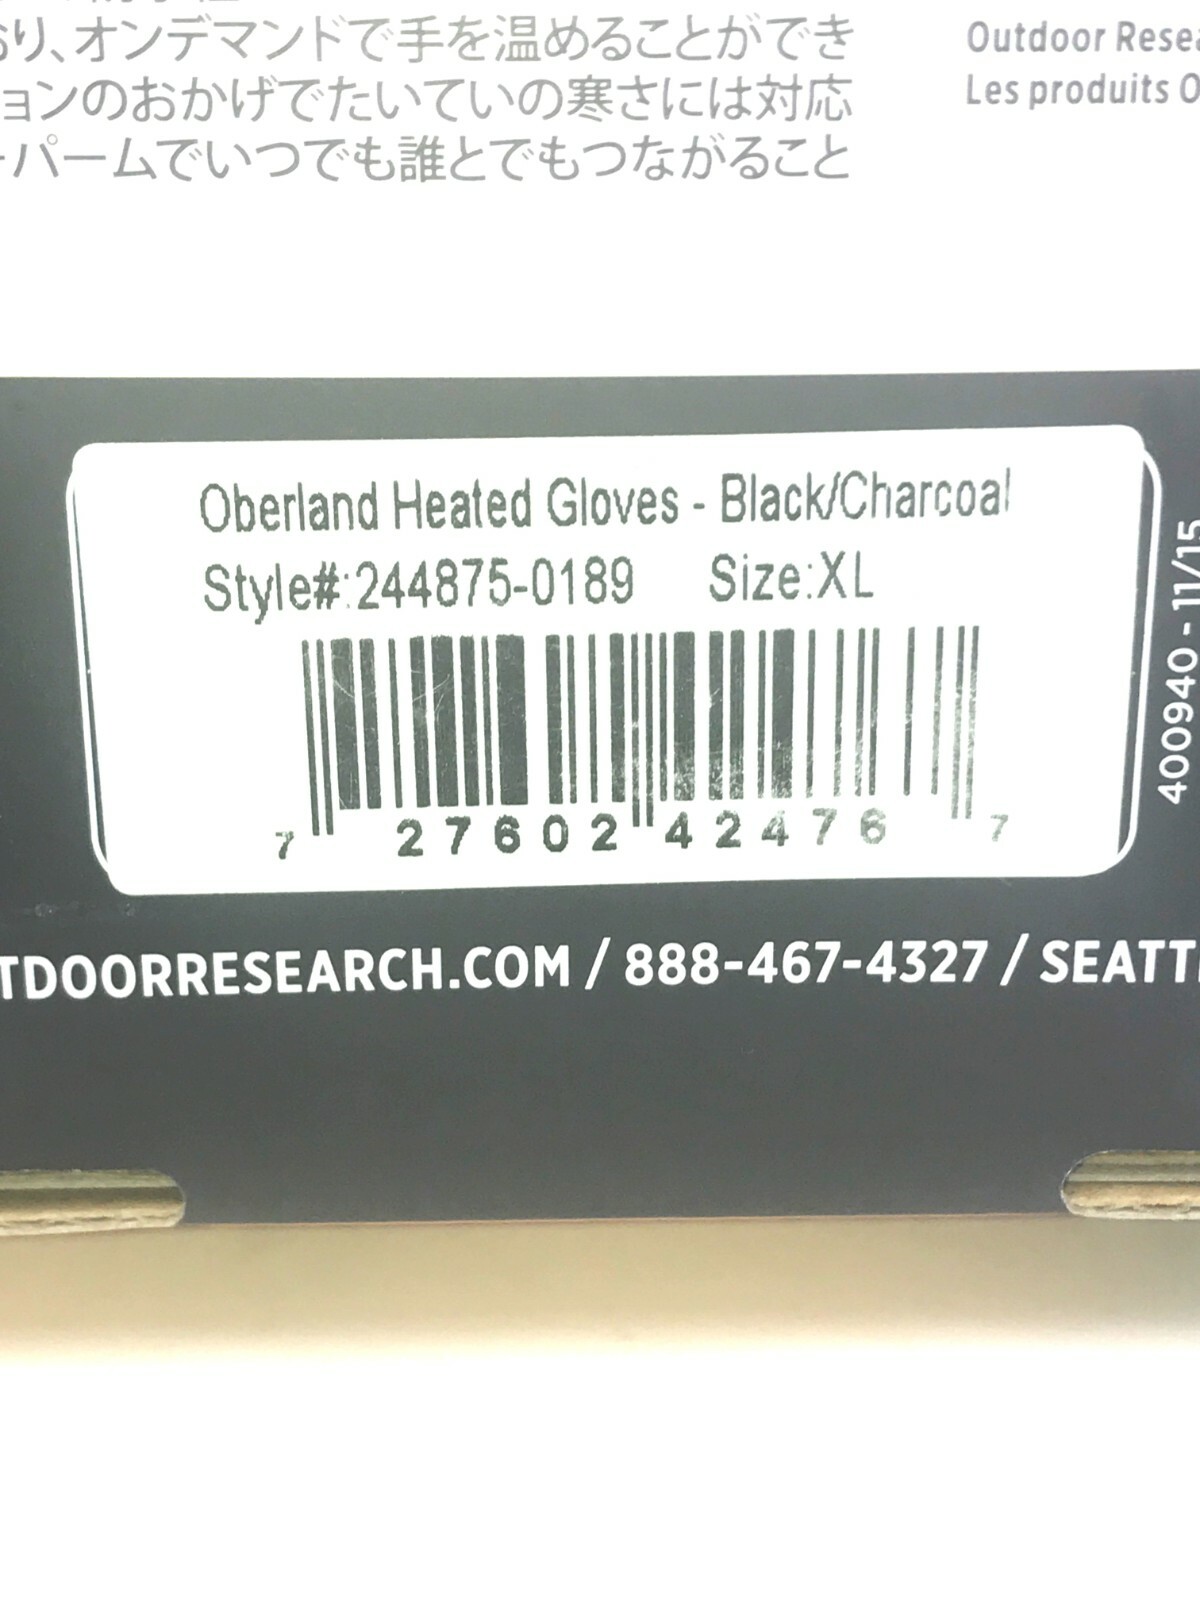 り、オンデマンドで手を温めることができ
ョンのおかげでたいていの寒さには対応
ーパームでいつでも誰とでもつながること
Outdoor Resea
Les produits O
Oberland Heated Gloves - Black/Charcoal
Style#:244875-0189 Size:XL
7 27602 42476 7
400940 - 11/15
TDOORRESEARCH.COM / 888-467-4327 / SEATTL